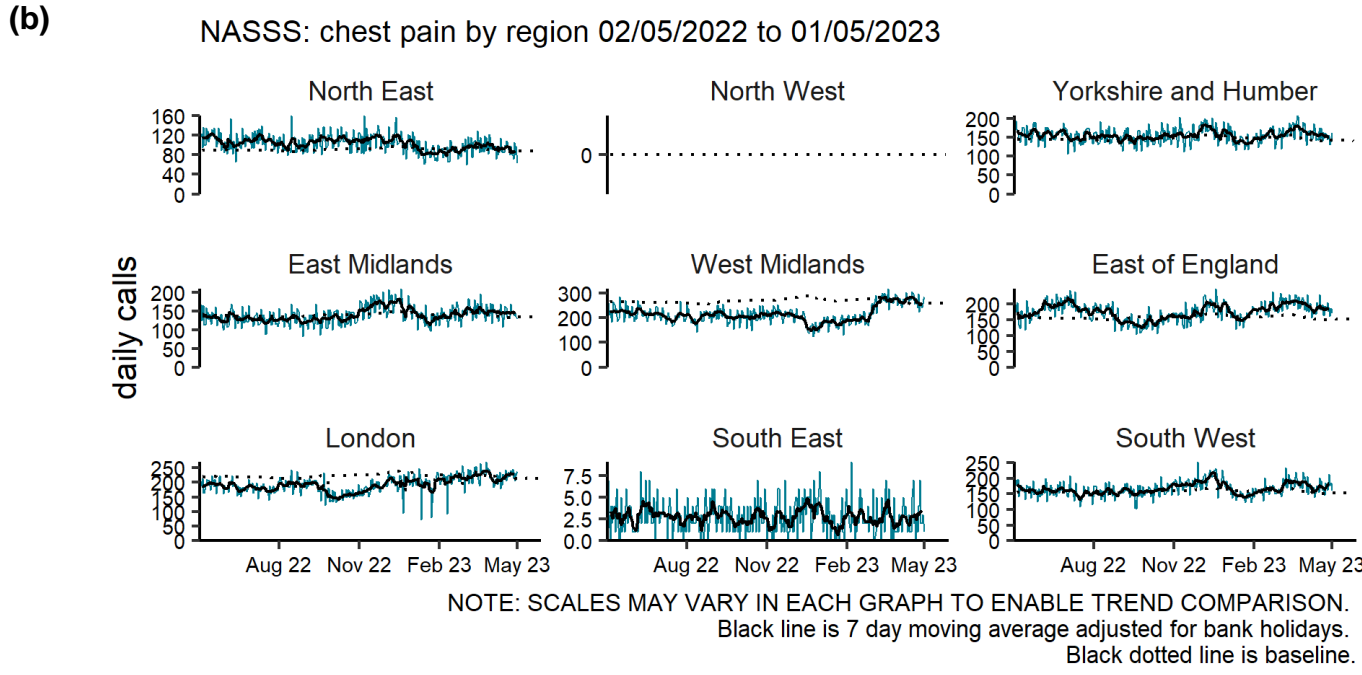 (b)
NASSS: chest pain by region 02/05/2022 to 01/05/2023
daily calls
North East
160
120
80
40
0
North West
0
Yorkshire and Humber
200
150
100
50
0
East Midlands
200
150
100
50
0
West Midlands
300
200
100
0
East of England
200
150
100
50
0
London
250
200
150
100
50
0
South East
7.5
5.0
2.5
0.0
South West
250
200
150
100
50
0
Aug 22 Nov 22 Feb 23 May 23
Aug 22 Nov 22 Feb 23 May 23
Aug 22 Nov 22 Feb 23 May 23
NOTE: SCALES MAY VARY IN EACH GRAPH TO ENABLE TREND COMPARISON.
Black line is 7 day moving average adjusted for bank holidays.
Black dotted line is baseline.